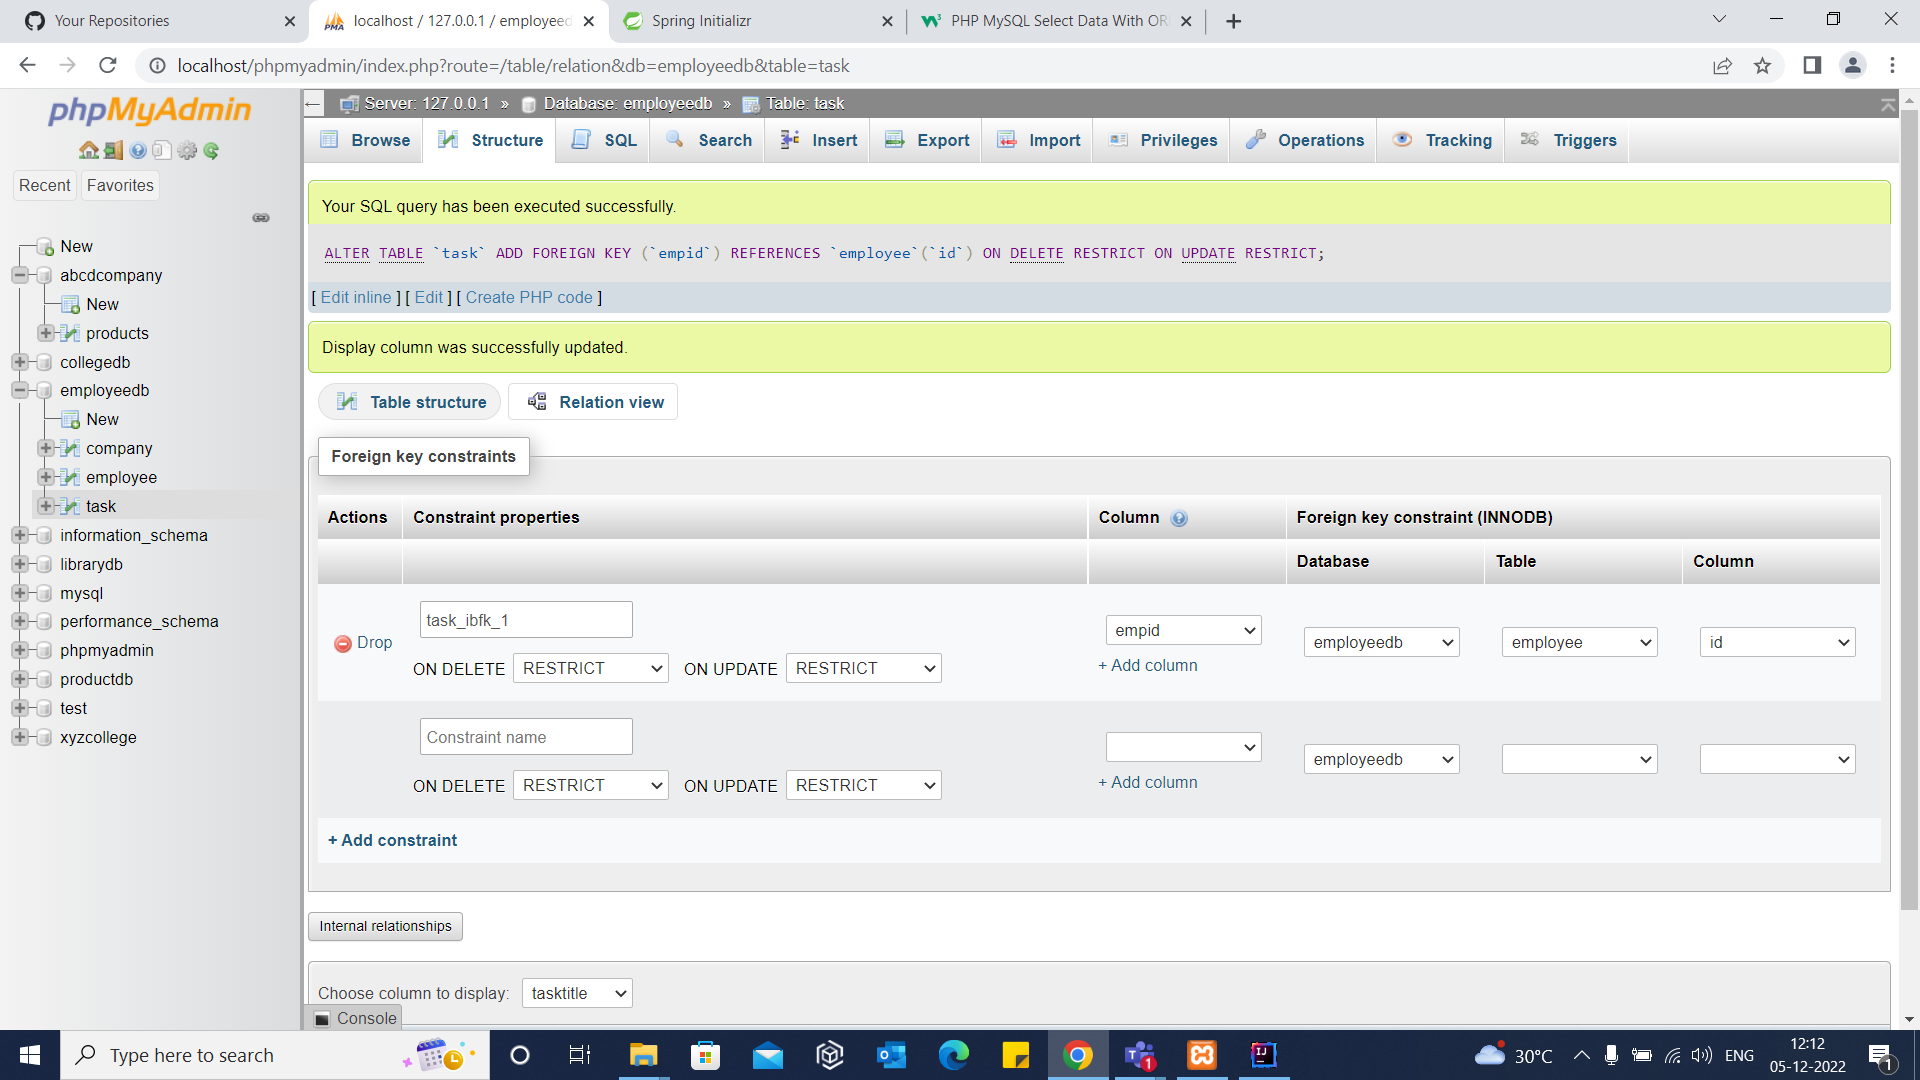 Your Repositories
localhost / 127.0.0.1 / employeed
Spring Initializr
PHP MySQL Select Data With OR
localhost/phpmyadmin/index.php?route=/table/relation&db=employeedb&table=task
phpMyAdmin
Recent Favorites
New
abcdcompany
New
products
collegedb
employeedb
New
company
employee
task
information_schema
librarydb
mysql
performance_schema
phpmyadmin
productdb
test
xyzcollege
Server: 127.0.0.1 » Database: employeedb » Table: task
Browse Structure SQL Search Insert Export Import Privileges Operations Tracking Triggers
Your SQL query has been executed successfully.
ALTER TABLE `task` ADD FOREIGN KEY (`empid`) REFERENCES `employee`(`id`) ON DELETE RESTRICT ON UPDATE RESTRICT;
[ Edit inline ] [ Edit ] [ Create PHP code ]
Display column was successfully updated.
Table structure Relation view
Foreign key constraints
Actions Constraint properties Column Foreign key constraint (INNODB)
Database Table Column
task_ibfk_1
Drop
ON DELETE RESTRICT ON UPDATE RESTRICT
empid
+ Add column
employeedb employee id
Constraint name
ON DELETE RESTRICT ON UPDATE RESTRICT
+ Add column
employeedb
+ Add constraint
Internal relationships
Choose column to display: tasktitle
Console
Type here to search
1
30°C
ENG
12:12
05-12-2022
1